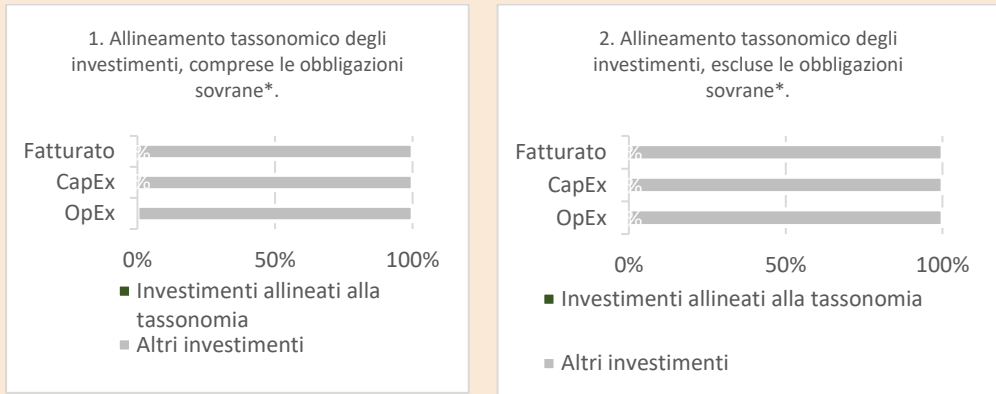 1. Allineamento tassonomico degli
investimenti, comprese le obbligazioni
sovrane*.
Fatturato
%
CapEx
%
OpEx
0%
50%
100%
Investimenti allineati alla
tassonomia
Altri investimenti
2. Allineamento tassonomico degli
investimenti, escluse le obbligazioni
sovrane*.
Fatturato
%
CapEx
%
OpEx
%
0%
50%
100%
Investimenti allineati alla tassonomia
Altri investimenti